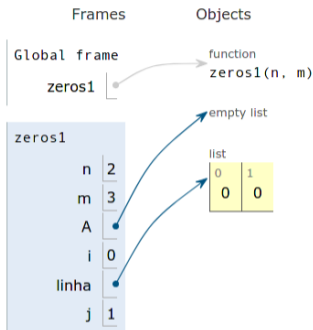 Frames Objects
Global frame
zeros1
function
zeros1(n, m)
empty list
zeros1
n 2
m 3
A
i 0
linha
j 1
list
0 1
0 0